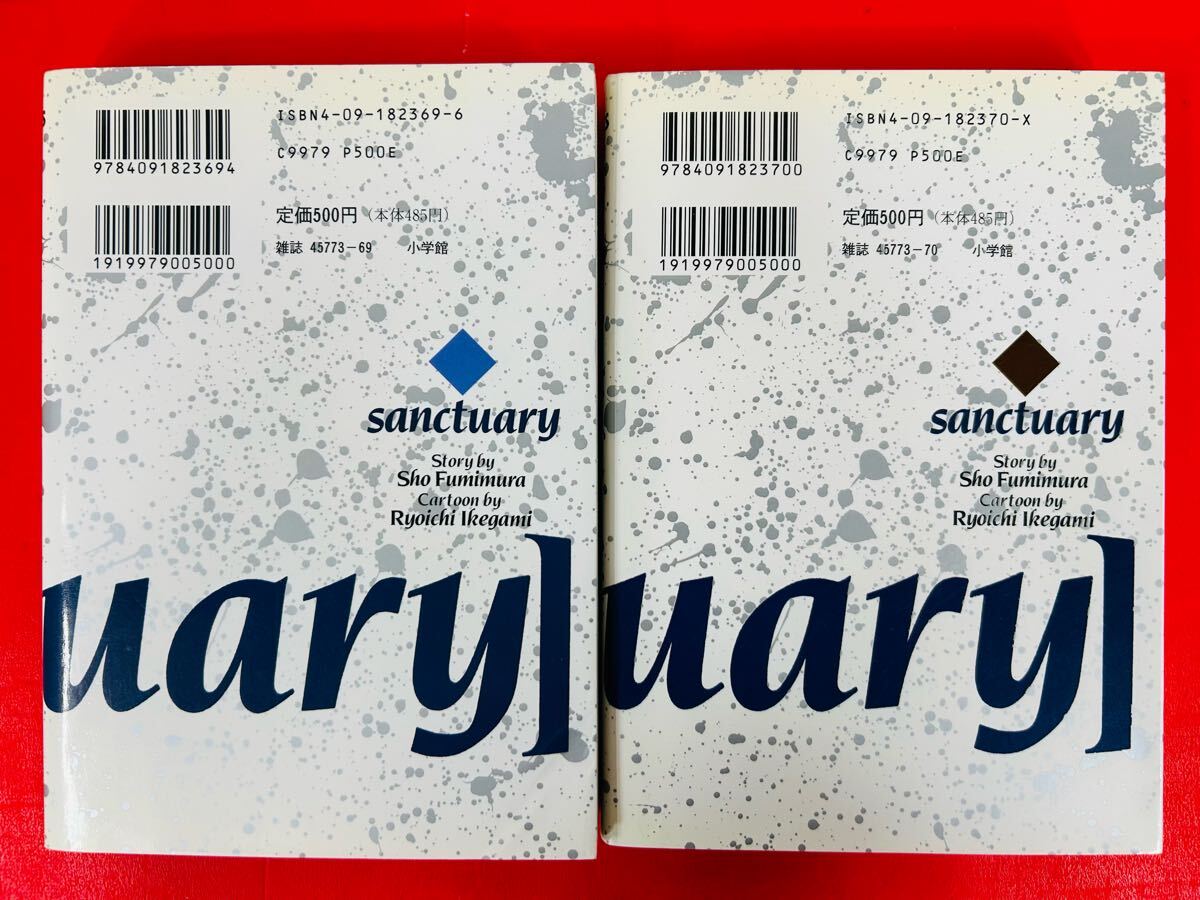 ISBN4-09-182369-6
9784091823694
C9979 P500E
定価500円（本体485円）
1919979005000
雑誌 45773-69 小学館
sanctuary
Story by
Sho Fumimura
Cartoon by
Ryoichi Ikegami
uary]
ISBN4-09-182370-X
9784091823700
C9979 P500E
定価500円（本体485円）
1919979005000
雑誌 45773-70 小学館
sanctuary
Story by
Sho Fumimura
Cartoon by
Ryoichi Ikegami
uary]